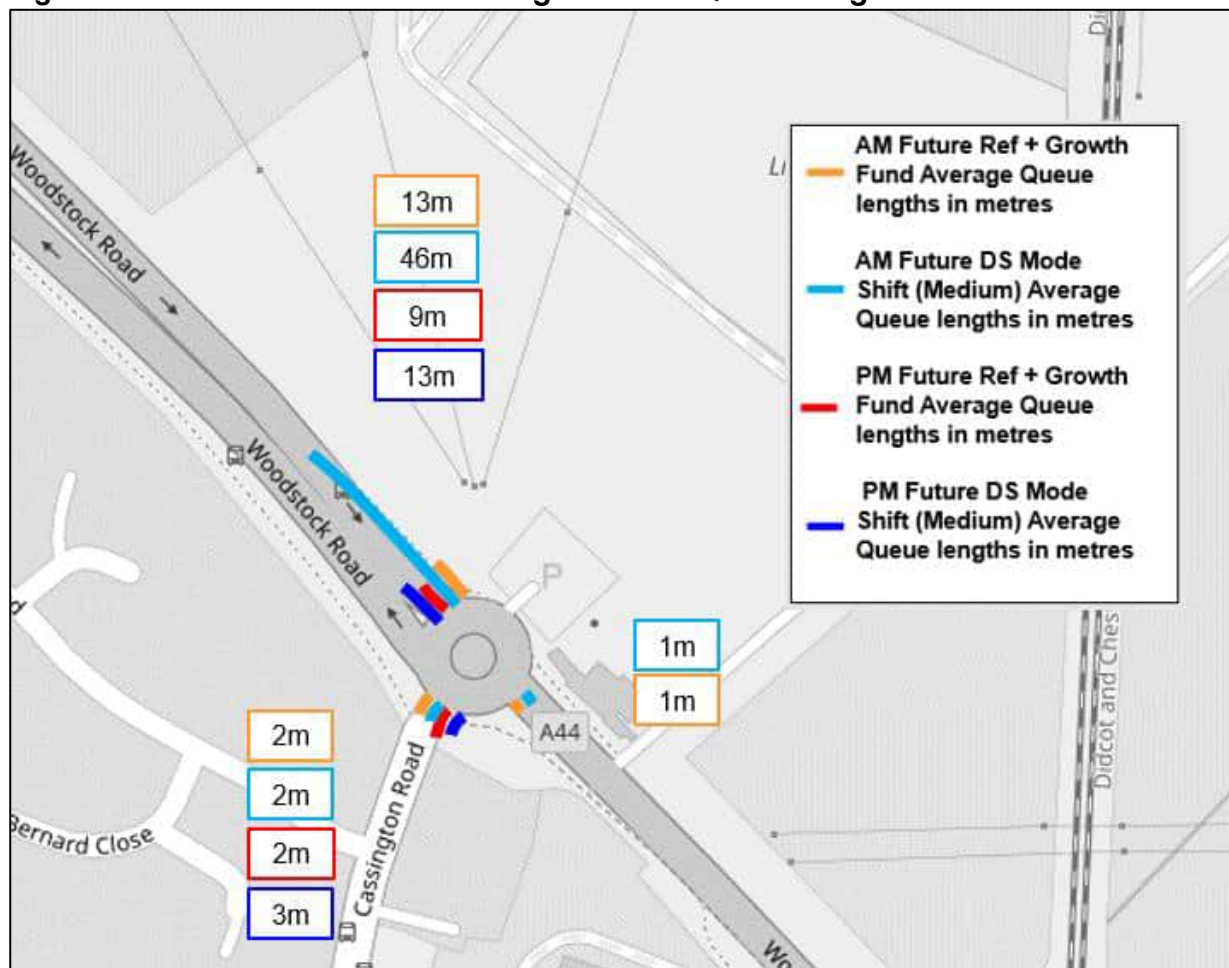 Woodstock Road
13m
46m
9m
13m
AM Future Ref + Growth
Fund Average Queue
lengths in metres
AM Future DS Mode
Shift (Medium) Average
Queue lengths in metres
PM Future Ref + Growth
Fund Average Queue
lengths in metres
PM Future DS Mode
Shift (Medium) Average
Queue lengths in metres
Woodstock Road
P
1m
1m
A44
2m
2m
2m
3m
Bernard Close
Cassington Road
Didcot and Ches